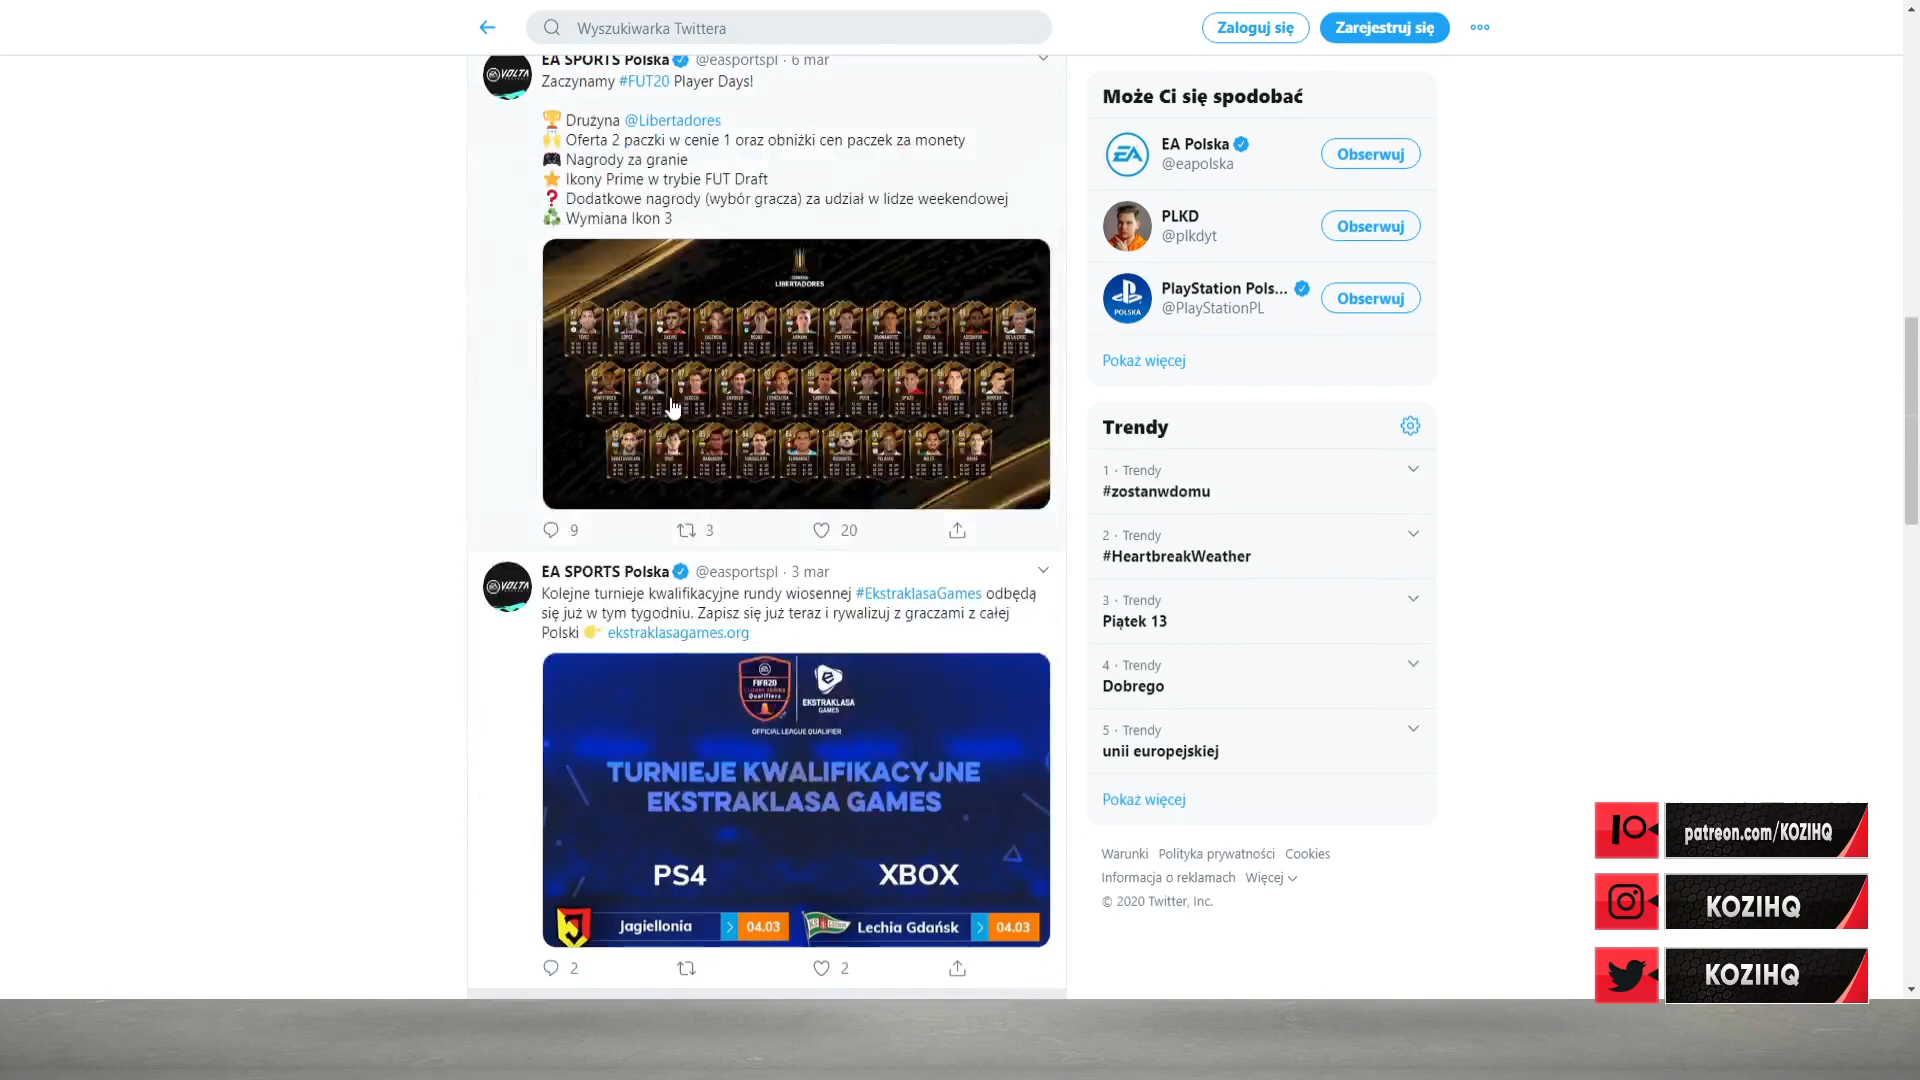 Wyszukiwarka Twittera
Zaloguj się
Zarejestruj się
EA SPORTS Polska @easportspl · 6 mar
Zaczynamy #FUT20 Player Days!
🏆 Drużyna @Libertadores
🙌 Oferta 2 paczki w cenie 1 oraz obniżki cen paczek za monety
🎮 Nagrody za granie
⭐ Ikony Prime w trybie FUT Draft
❓ Dodatkowe nagrody (wybór gracza) za udział w lidze weekendowej
♻ Wymiana Ikon 3
LIBERTADORES
9
3
20
VOLTA
EA SPORTS Polska @easportspl · 3 mar
Kolejne turnieje kwalifikacyjne rundy wiosennej #EkstraklasaGames odbędą
się już w tym tygodniu. Zapisz się już teraz i rywalizuj z graczami z całej
Polski 👉 ekstraklasagames.org
FIFA20
Qualifiers
EKSTRAKLASA
GAMES
OFFICIAL LEAGUE QUALIFIER
TURNIEJE KWALIFIKACYJNE
EKSTRAKLASA GAMES
PS4
XBOX
Jagiellonia 04.03
Lechia Gdańsk 04.03
2
2
Może Ci się spodobać
EA
EA Polska
@eapolska
Obserwuj
PLKD
@plkdyt
Obserwuj
POLSKA
PlayStation Pols...
@PlayStationPL
Obserwuj
Pokaż więcej
Trendy
1 · Trendy
#zostanwdomu
2 · Trendy
#HeartbreakWeather
3 · Trendy
Piątek 13
4 · Trendy
Dobrego
5 · Trendy
unii europejskiej
Pokaż więcej
Warunki Polityka prywatności Cookies
Informacja o reklamach Więcej
© 2020 Twitter, Inc.
patreon.com/KOZIHQ
KOZIHQ
KOZIHQ